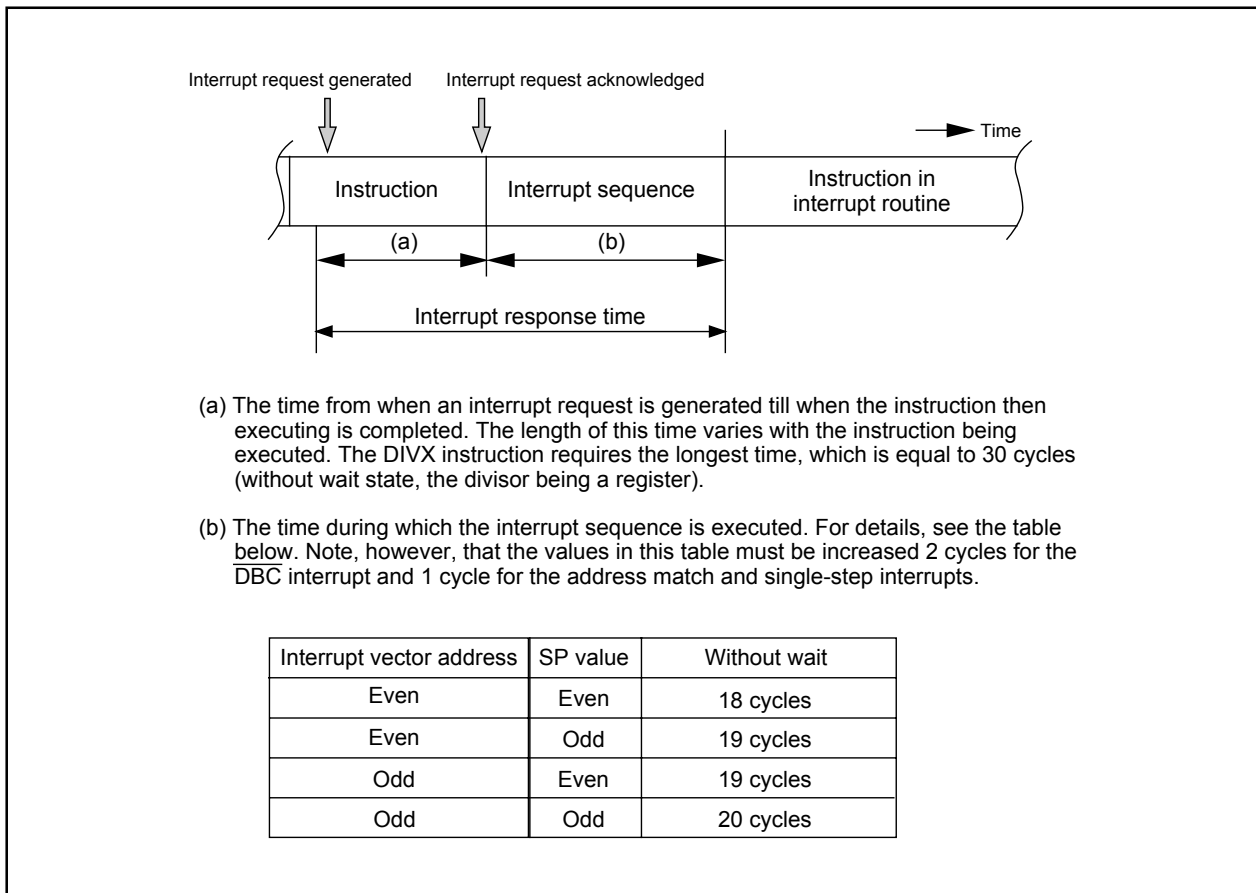 Interrupt request generated
Interrupt request acknowledged
Time
Instruction
Interrupt sequence
Instruction in
interrupt routine
(a)
(b)
Interrupt response time
(a) The time from when an interrupt request is generated till when the instruction then
executing is completed. The length of this time varies with the instruction being
executed. The DIVX instruction requires the longest time, which is equal to 30 cycles
(without wait state, the divisor being a register).
(b) The time during which the interrupt sequence is executed. For details, see the table
below. Note, however, that the values in this table must be increased 2 cycles for the
DBC interrupt and 1 cycle for the address match and single-step interrupts.
Interrupt vector address SP value Without wait
Even Even 18 cycles
Even Odd 19 cycles
Odd Even 19 cycles
Odd Odd 20 cycles